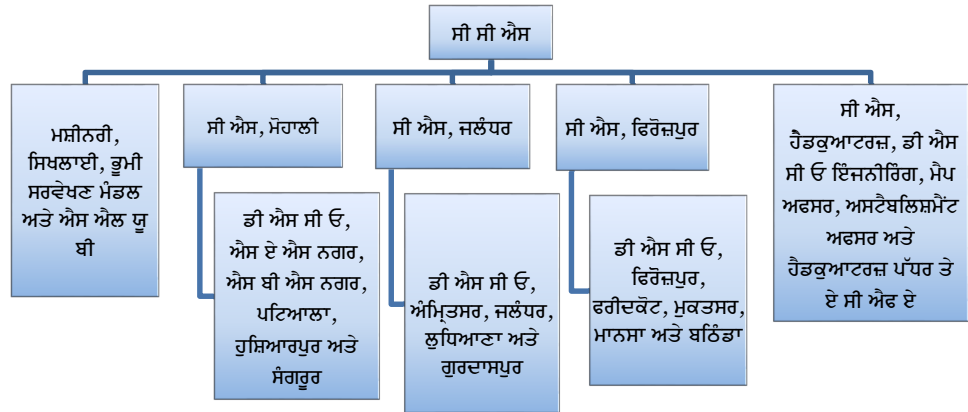 ਸੀ ਸੀ ਐਸ
ਮਸ਼ੀਨਰੀ,
ਸਿਖਲਾਈ, ਭੂਮੀ
ਸਰਵੇਖਣ ਮੰਡਲ
ਅਤੇ ਐਸ ਐਲ ਯੂ
ਬੀ
ਸੀ ਐਸ, ਮੋਹਾਲੀ
ਡੀ ਐਸ ਸੀ ਓ,
ਐਸ ਏ ਐਸ ਨਗਰ,
ਐਸ ਬੀ ਐਸ ਨਗਰ,
ਪਟਿਆਲਾ,
ਹੁਸ਼ਿਆਰਪੁਰ ਅਤੇ
ਸੰਗਰੂਰ
ਸੀ ਐਸ, ਜਲੰਧਰ
ਡੀ ਐਸ ਸੀ ਓ,
ਅੰਮ੍ਰਿਤਸਰ, ਜਲੰਧਰ,
ਲੁਧਿਆਣਾ ਅਤੇ
ਗੁਰਦਾਸਪੁਰ
ਸੀ ਐਸ, ਫਿਰੋਜ਼ਪੁਰ
ਡੀ ਐਸ ਸੀ ਓ,
ਫਿਰੋਜ਼ਪੁਰ,
ਫਰੀਦਕੋਟ, ਮੁਕਤਸਰ,
ਮਾਨਸਾ ਅਤੇ ਬਠਿੰਡਾ
ਸੀ ਐਸ,
ਹੈਡਕੁਆਟਰਜ਼, ਡੀ ਐਸ
ਸੀ ਓ ਇੰਜਨੀਰਿੰਗ, ਮੈਪ
ਅਫਸਰ, ਅਸਟੈਬਲਿਸ਼ਮੈਂਟ
ਅਫਸਰ ਅਤੇ
ਹੈਡਕੁਆਟਰਜ਼ ਪੱਧਰ ਤੇ
ਏ ਸੀ ਐਫ ਏ